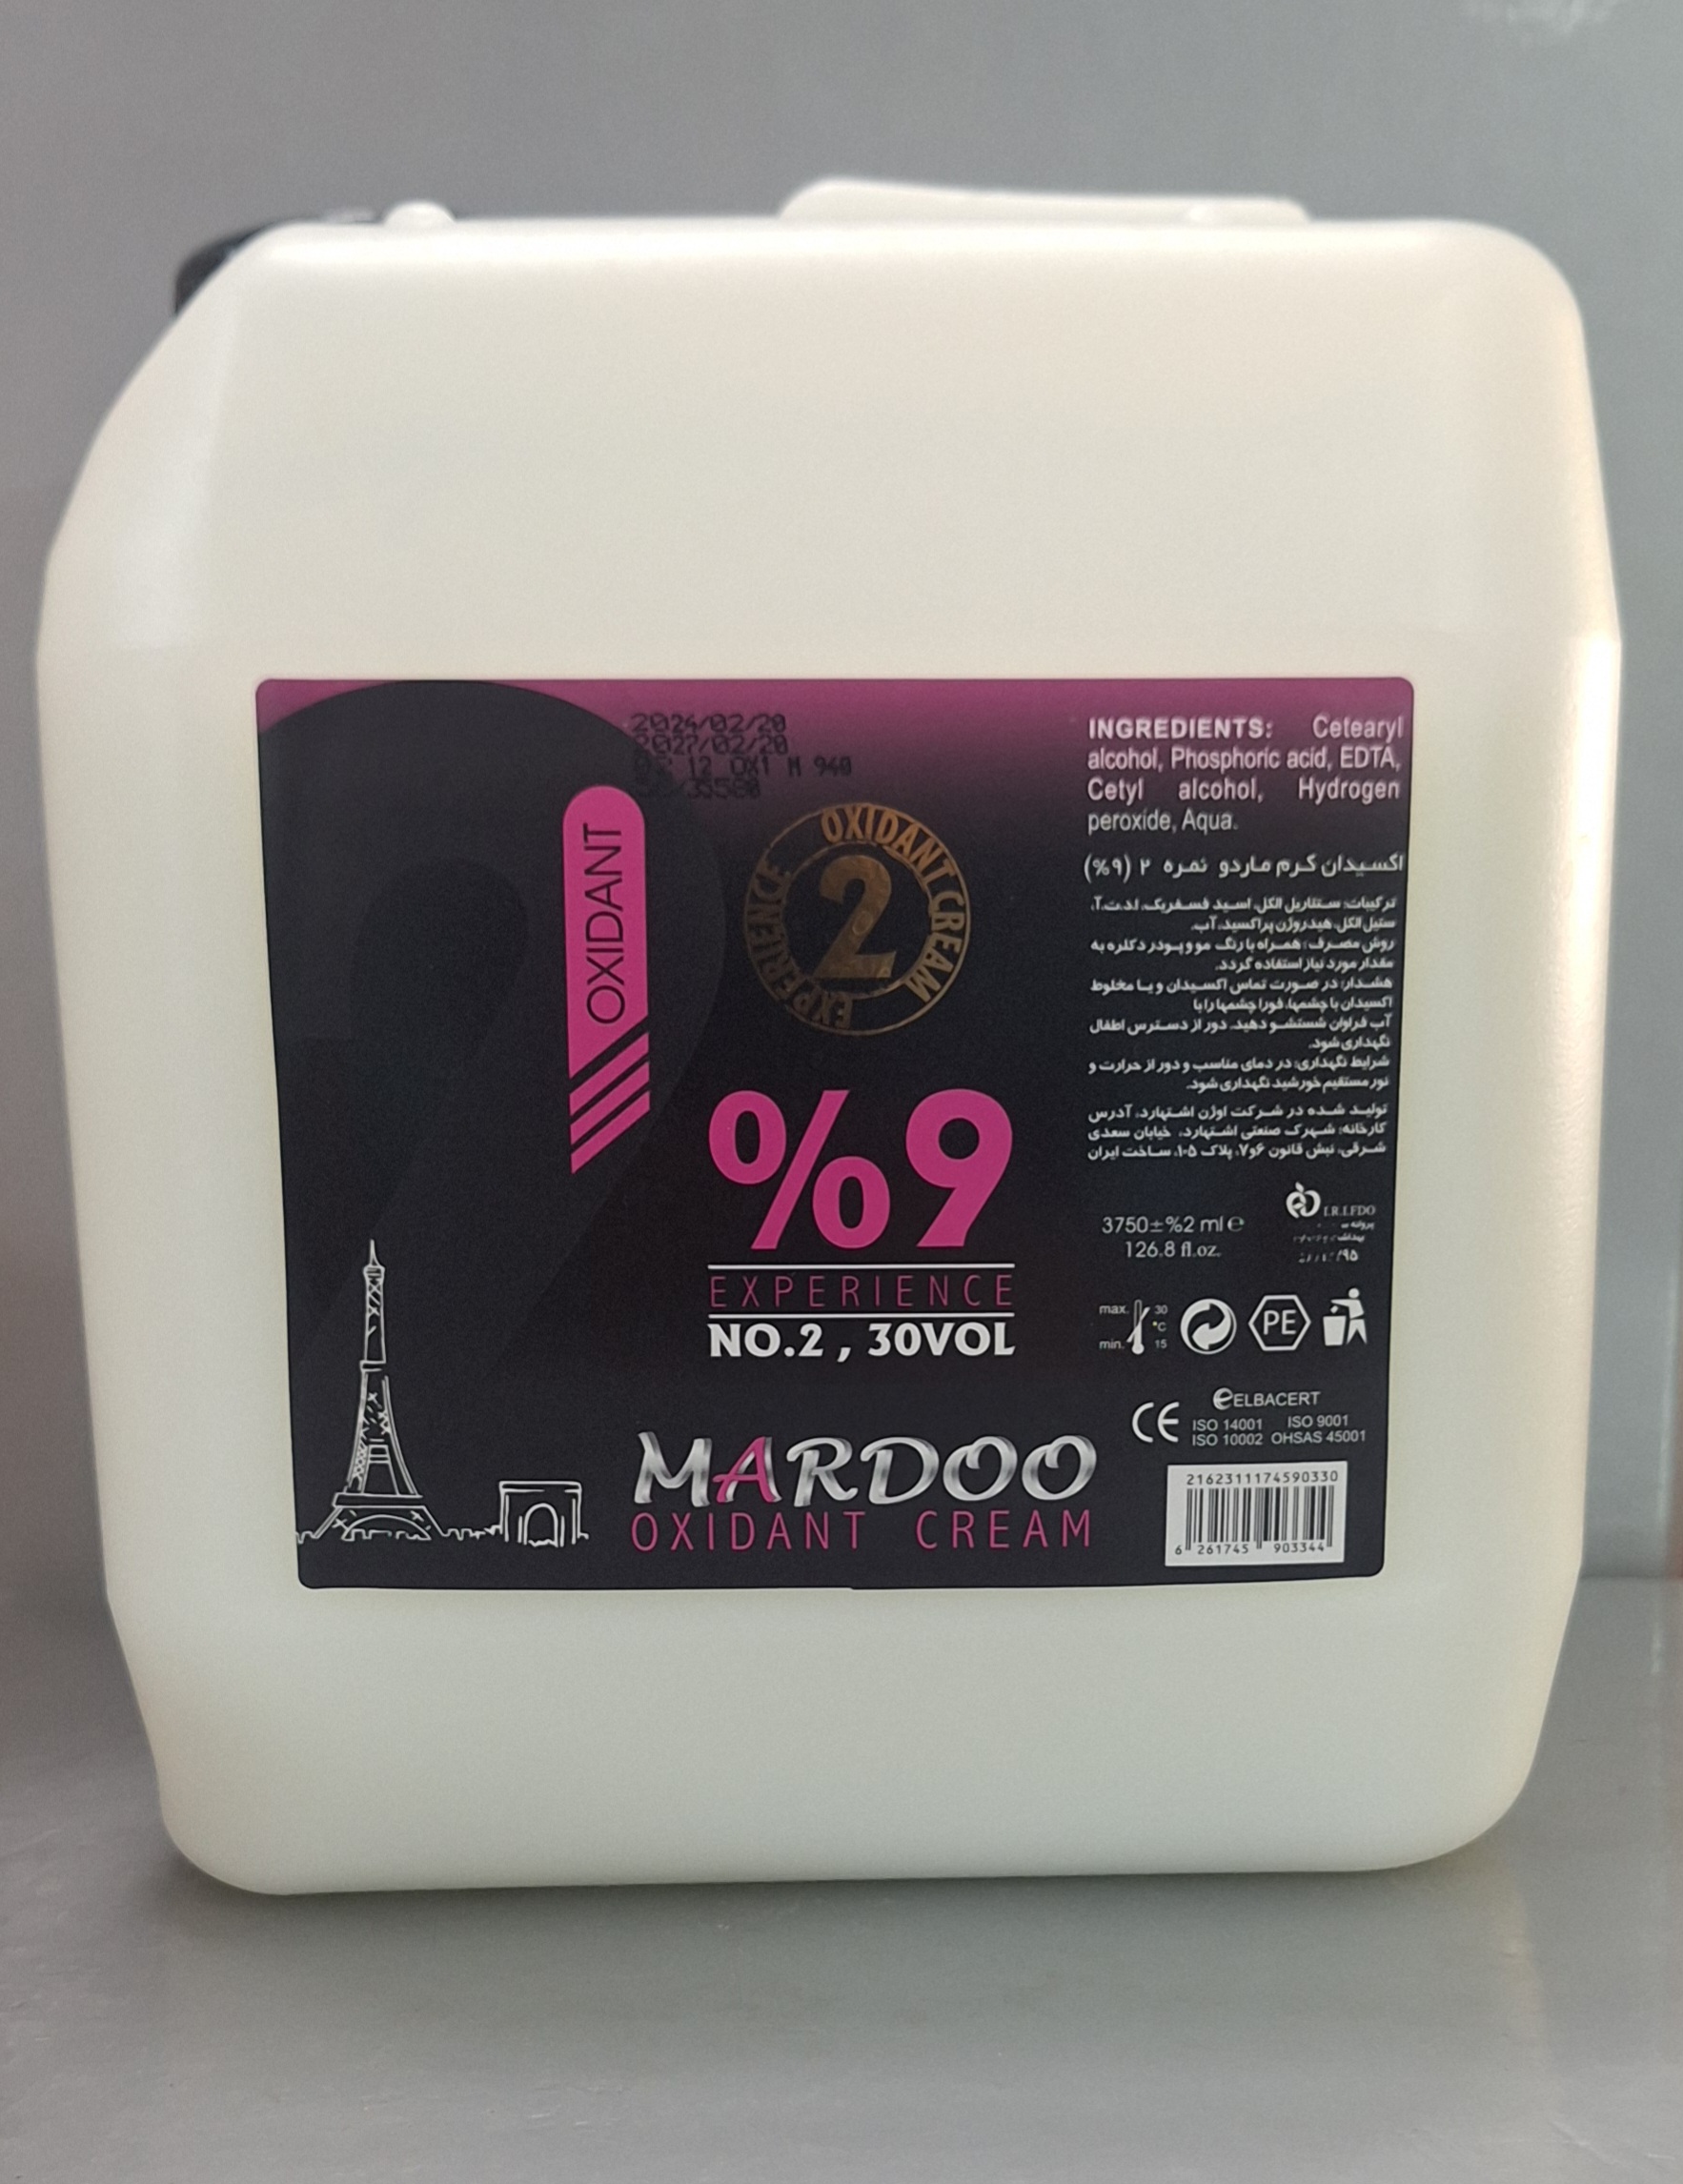 2024/02/20
2027/02/20
12 OX1 M 940
OXIDANT
OXIDANT CREAM
EXPERIENCE
EXPERIENCE
2
%9
EXPERIENCE
NO.2 , 30VOL
MARDOO
OXIDANT CREAM
INGREDIENTS: Cetearyl
alcohol, Phosphoric acid, EDTA,
Cetyl alcohol, Hydrogen
peroxide, Aqua.
اکسیدان کرم ماردو نمره ۲ (۹%)
ترکیبات: ستئاریل الکل، اسید فسفریک، ا.د.ت.آ،
ستیل الکل، هیدروژن پراکسید، آب.
روش مصرف: همراه با رنگ مو و پودر دکلره به
مقدار مورد نیاز استفاده گردد.
هشدار: در صورت تماس اکسیدان و یا مخلوط
اکسیدان با چشمها، فورا چشمها را با
آب فراوان شستشو دهید. دور از دسترس اطفال
نگهداری شود.
شرایط نگهداری: در دمای مناسب و دور از حرارت و
نور مستقیم خورشید نگهداری شود.
تولید شده در شرکت اوژن اشتهارد، آدرس
کارخانه: شهرک صنعتی اشتهارد، خیابان سعدی
شرقی، نبش قانون ۶و۷، پلاک ۱۰۵، ساخت ایران
3750±%2 ml e
126.8 fl.oz.
I.R.I.FDO
پروانه
max. 30
°C
min. 15
PE
CE
ELBACERT
ISO 14001 ISO 9001
ISO 10002 OHSAS 45001
2162311174590330
6 261745 903344